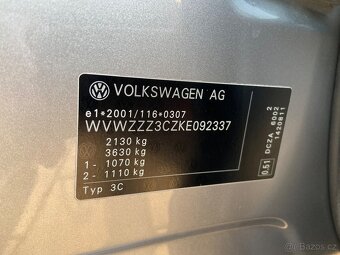 VOLKSWAGEN AG
e1*2001/116*0307
WVWZZZ3CZKE092337
2130 kg
3630 kg
1- 1070 kg
2- 1110 kg
Typ 3C
0.51
DCZA 6002
1420811